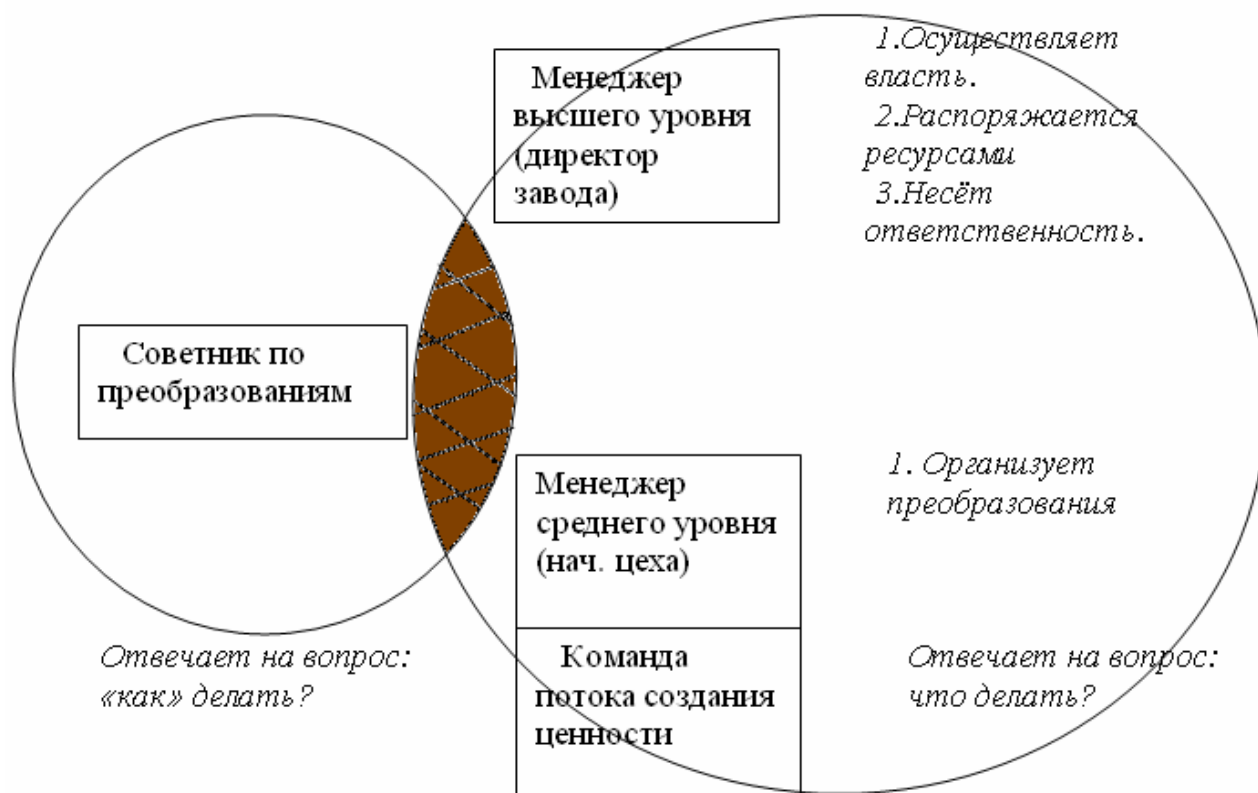 Менеджер
высшего уровня
(директор
завода)
1.Осуществляет
власть.
2.Распоряжается
ресурсами
3.Несёт
ответственность.
Советник по
преобразованиям
Менеджер
среднего уровня
(нач. цеха)
1. Организует
преобразования
Команда
потока создания
ценности
Отвечает на вопрос:
«как» делать?
Отвечает на вопрос:
что делать?